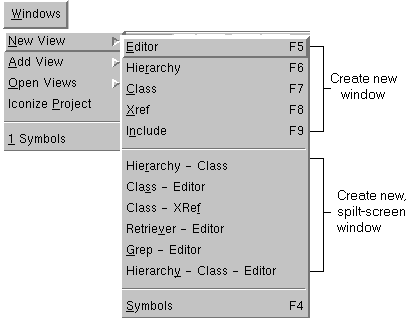 Windows
New View
Add View
Open Views
Iconize Project
1 Symbols
Editor F5
Hierarchy F6
Class F7
Xref F8
Include F9
Hierarchy - Class
Class - Editor
Class - XRef
Retriever - Editor
Grep - Editor
Hierarchy - Class - Editor
Symbols F4
Create new
window
Create new,
spilt-screen
window